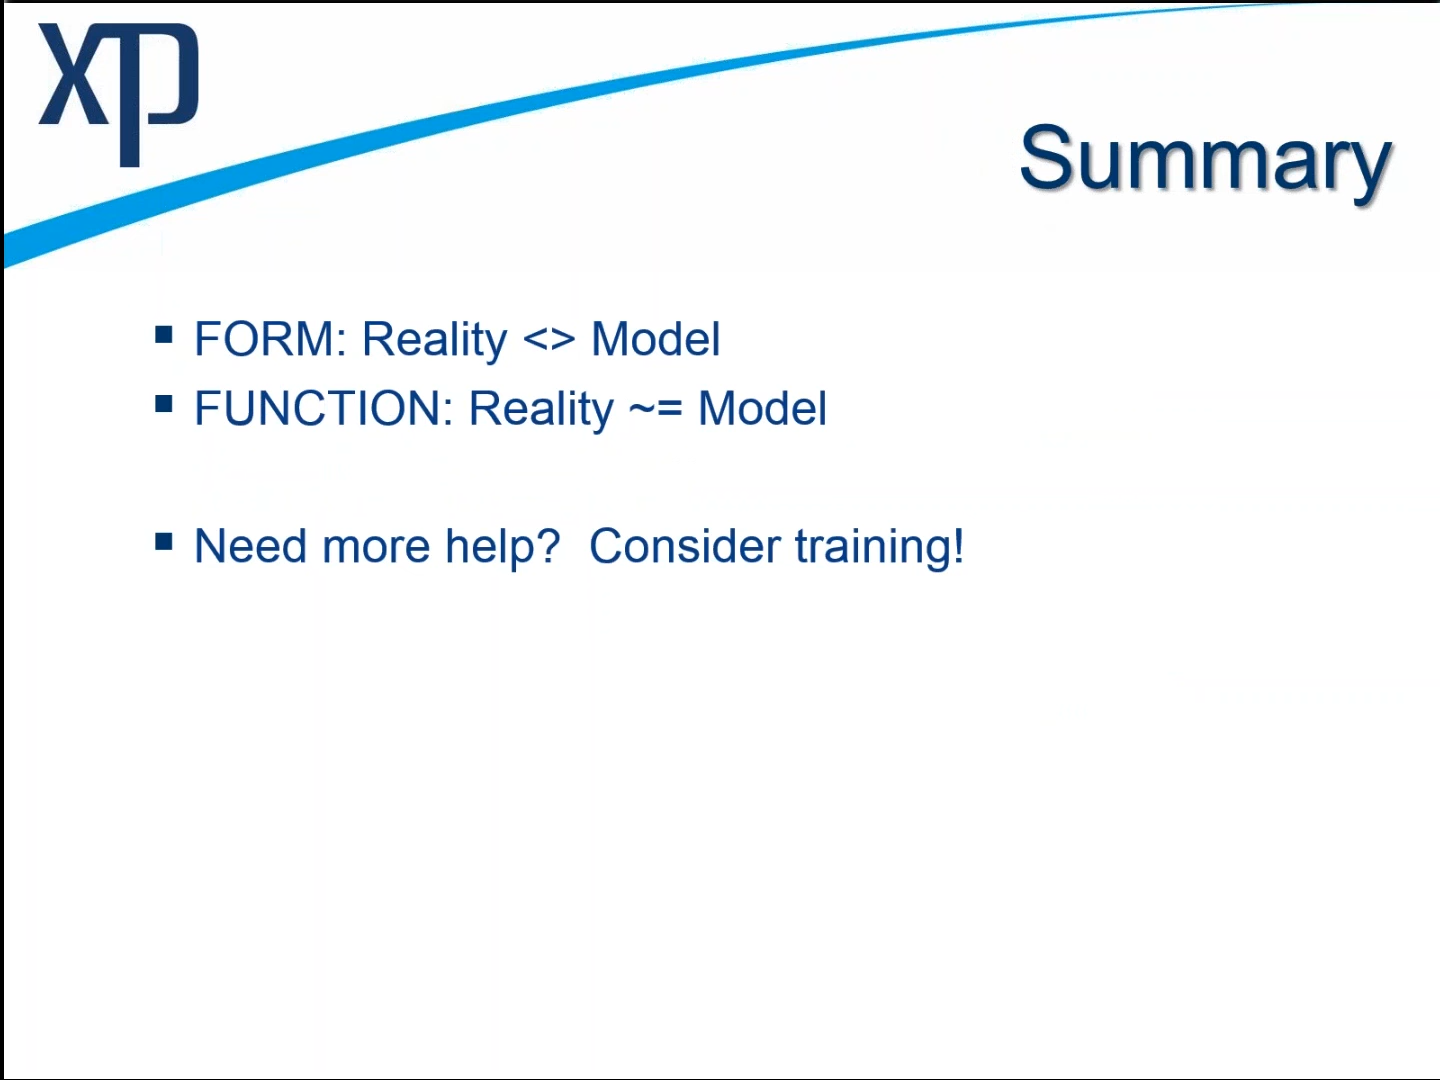 xp
Summary
FORM: Reality <> Model
FUNCTION: Reality ~= Model
Need more help?  Consider training!